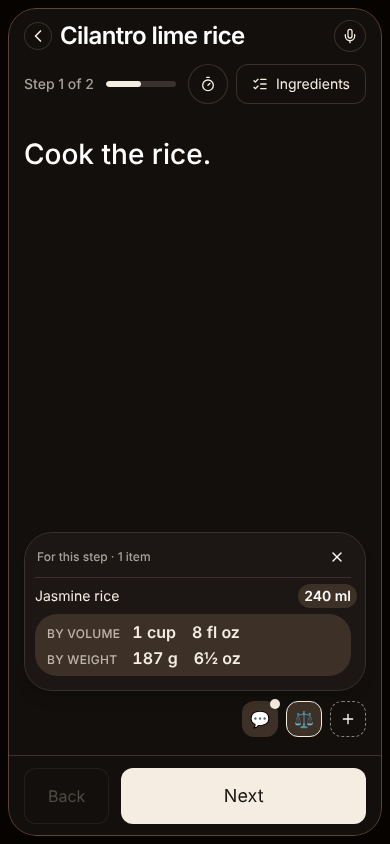 Cilantro lime rice
Step 1 of 2
Ingredients
Cook the rice.
For this step · 1 item
Jasmine rice 240 ml
BY VOLUME 1 cup 8 fl oz
BY WEIGHT 187 g 6½ oz
Back Next